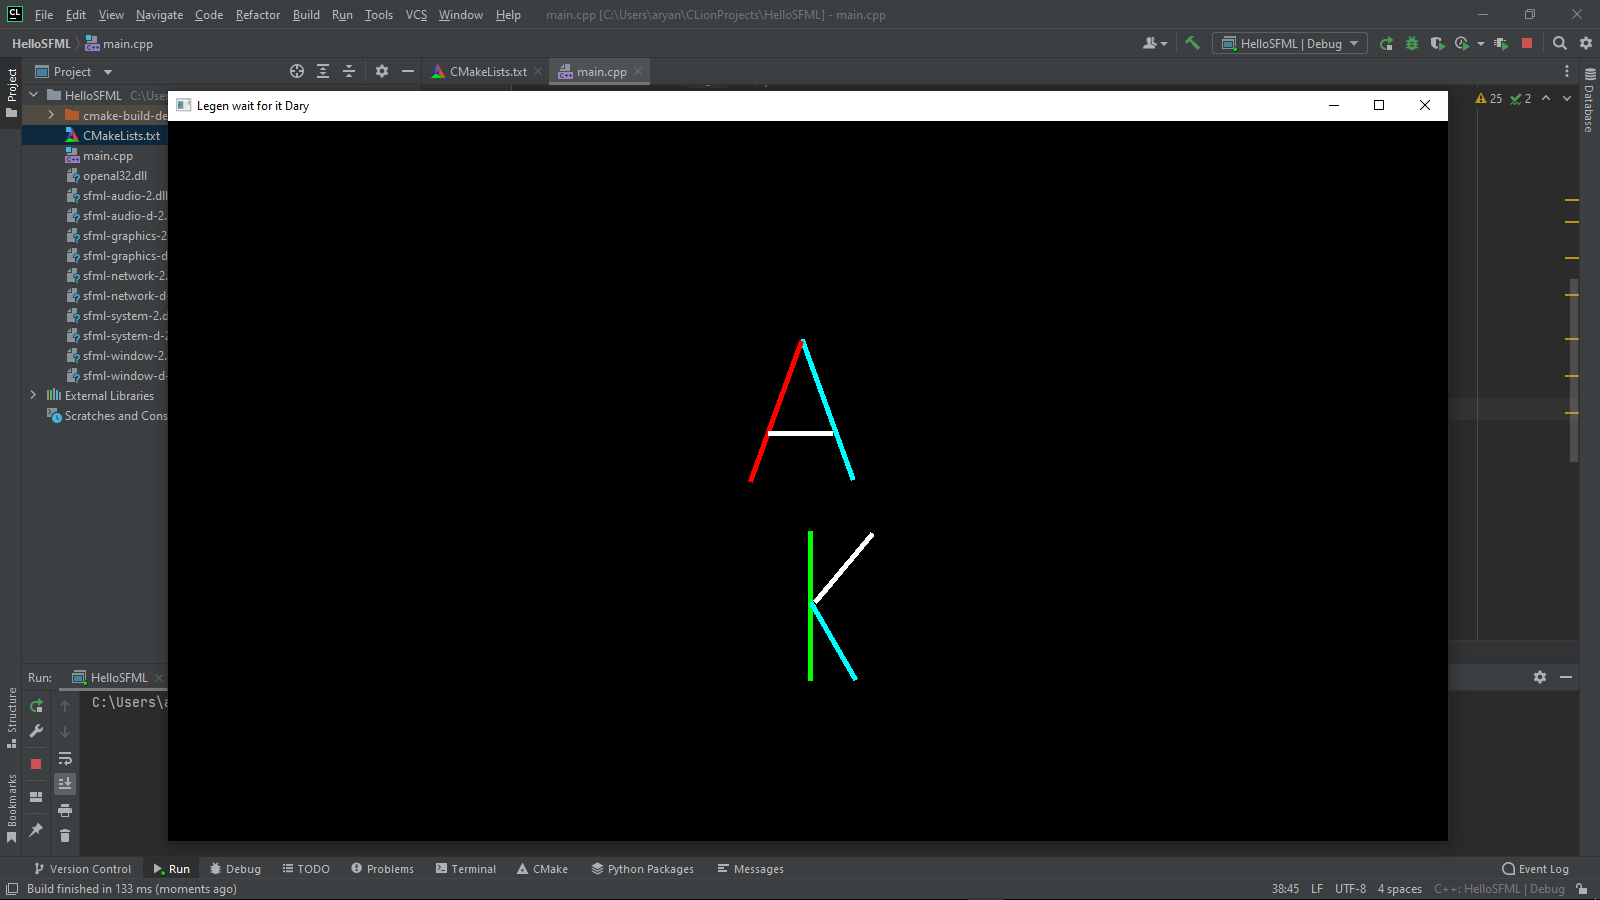 CL File Edit View Navigate Code Refactor Build Run Tools VCS Window Help main.cpp [C:\Users\aryan\CLionProjects\HelloSFML] - main.cpp
HelloSFML main.cpp HelloSFML | Debug
Project CMakeLists.txt main.cpp
Project
HelloSFML C:\Use
25 2
Database
Legen wait for it Dary
cmake-build-de
CMakeLists.txt
main.cpp
openal32.dll
sfml-audio-2.dll
sfml-audio-d-2.
sfml-graphics-2
sfml-graphics-d
sfml-network-2.
sfml-network-d
sfml-system-2.d
sfml-system-d-2
sfml-window-2.
sfml-window-d-
External Libraries
Scratches and Cons
A
K
Run: HelloSFML
C:\Users\a
Structure
Bookmarks
Version Control Run Debug TODO Problems Terminal CMake Python Packages Messages Event Log
Build finished in 133 ms (moments ago) 38:45 LF UTF-8 4 spaces C++: HelloSFML | Debug